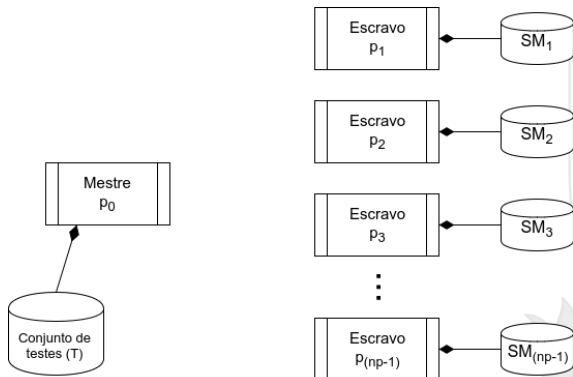 Escravo
p1
SM1
Escravo
p2
SM2
Mestre
p0
Escravo
p3
SM3
Conjunto de
testes (T)
Escravo
p(np-1)
SM(np-1)